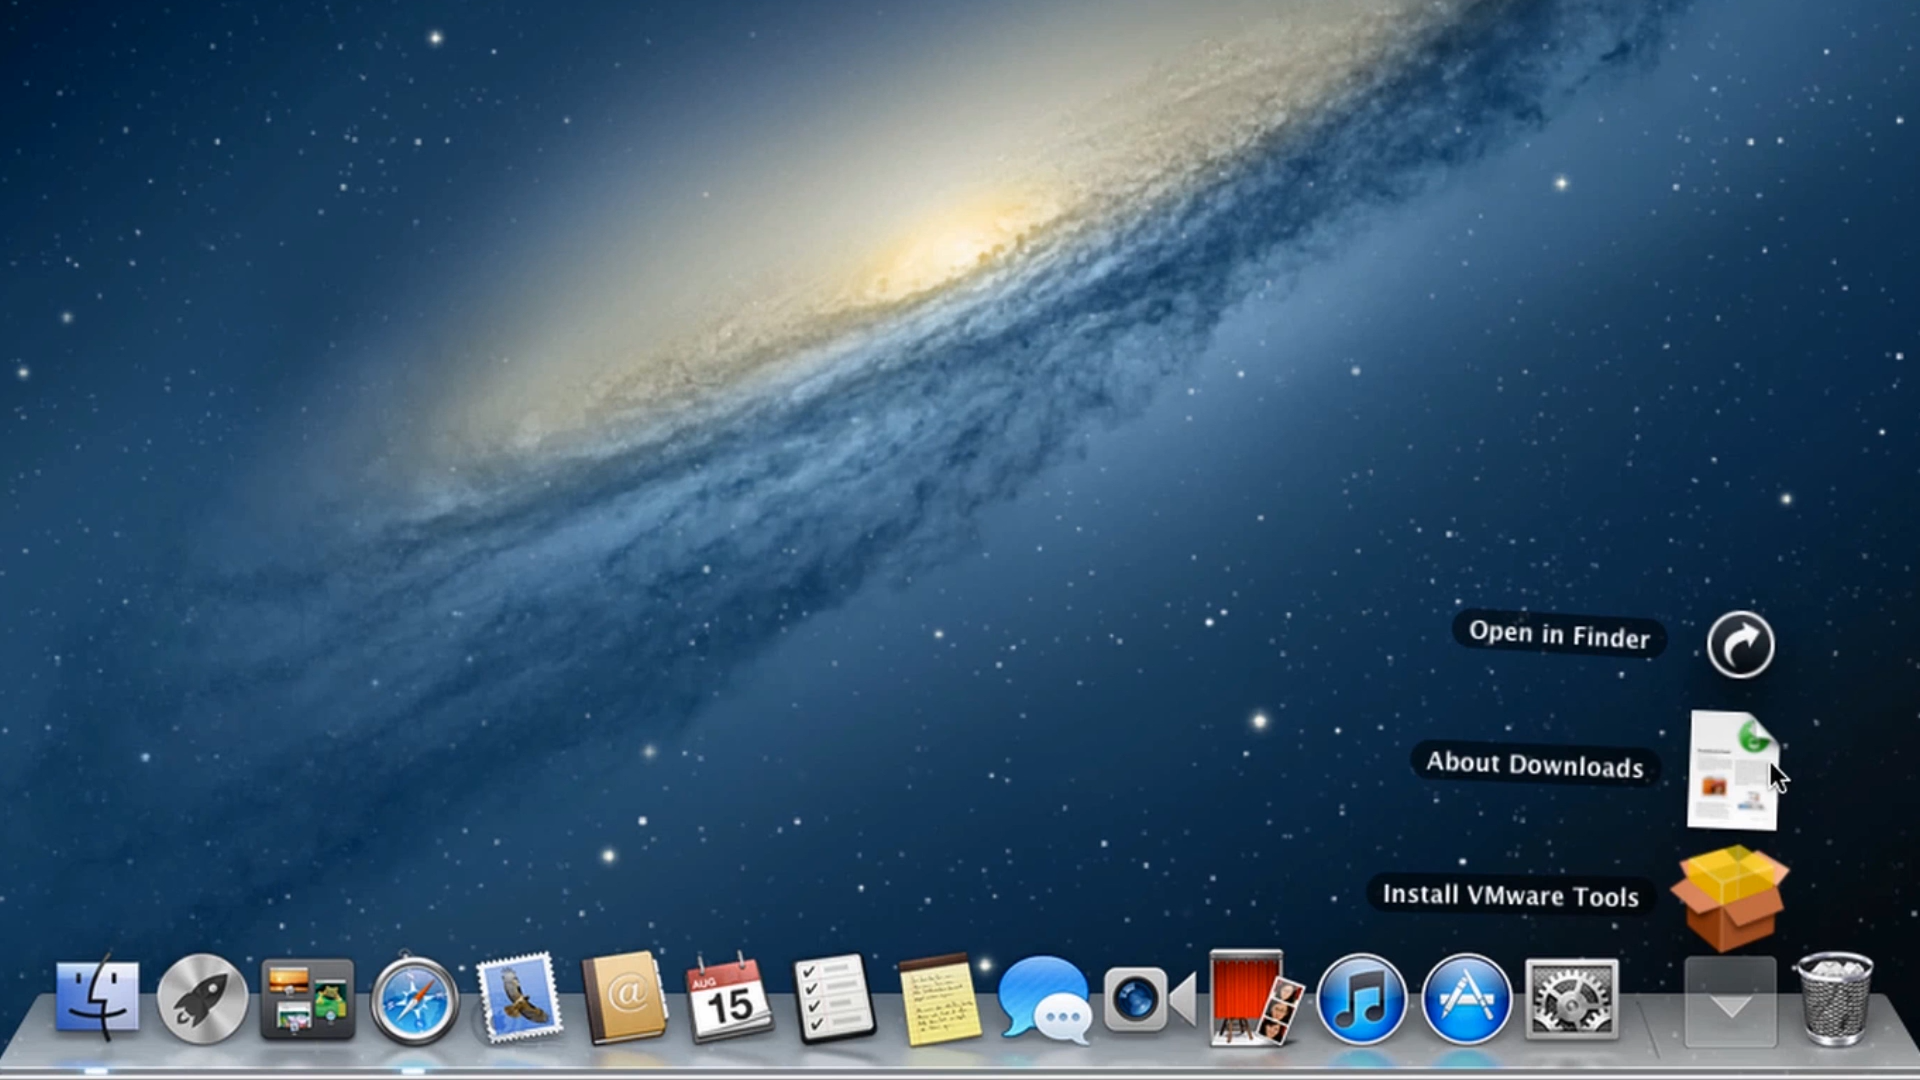 Open in Finder
About Downloads
Install VMware Tools
@
AUG
15